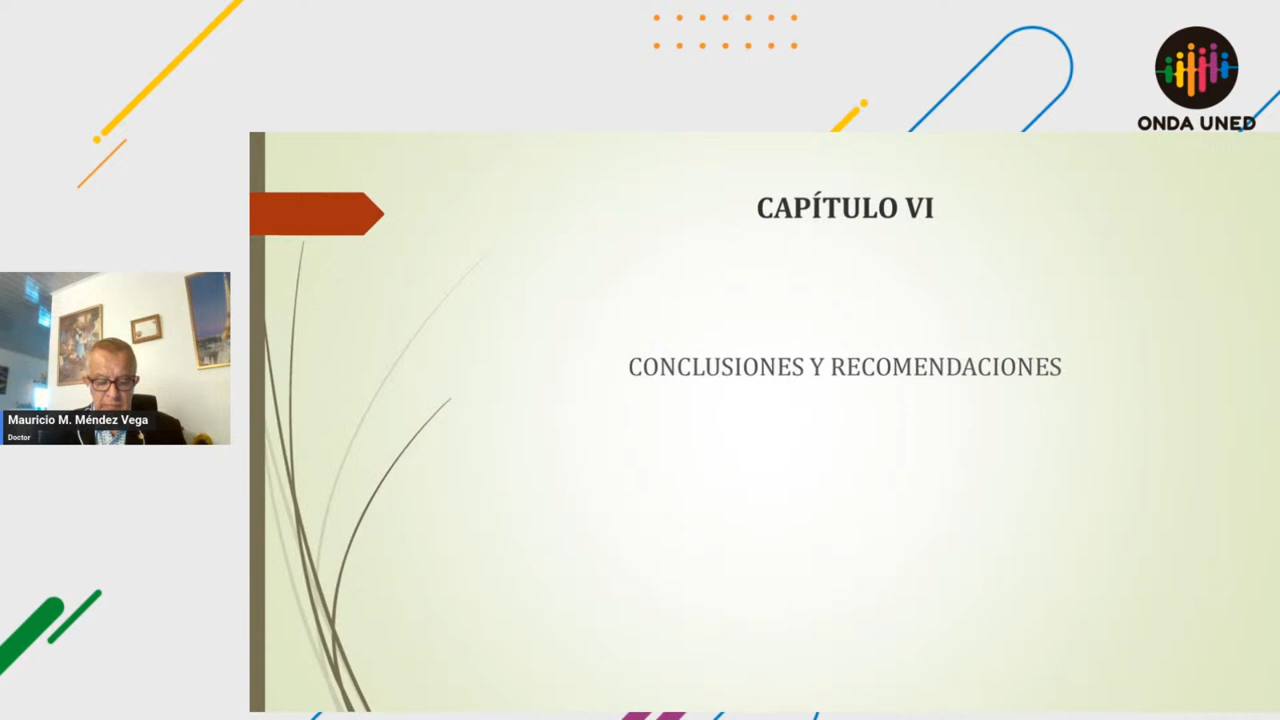 ONDA UNED
CAPÍTULO VI
CONCLUSIONES Y RECOMENDACIONES
Mauricio M. Méndez Vega
Doctor